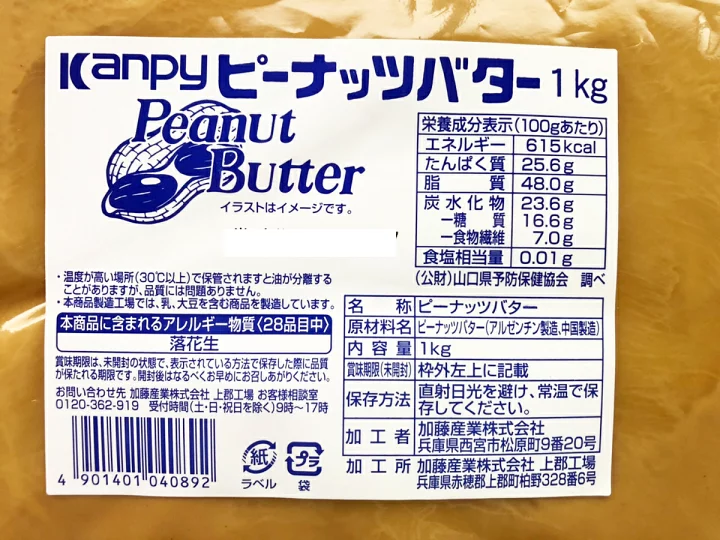 Kanpy ピーナッツバター 1kg
Peanut
Butter
イラストはイメージです。
栄養成分表示(100gあたり)
エネルギー 615kcal
たんぱく質 25.6g
脂質 48.0g
炭水化物 23.6g
ー糖質 16.6g
ー食物繊維 7.0g
食塩相当量 0.01g
(公財)山口県予防保健協会 調べ
・温度が高い場所(30℃以上)で保管されますと油が分離する
ことがありますが、品質には問題ありません。
・本商品製造工場では、乳、大豆を含む商品を製造しています。
本商品に含まれるアレルギー物質〈28品目中〉
落花生
賞味期限は、未開封の状態で、表示されている方法で保存した際に品質
が保たれる期限です。開封後はなるべくお早めにお召しあがりください。
お問い合わせ先 加藤産業株式会社 上郡工場 お客様相談室
0120-362-919 受付時間(土・日・祝日を除く)9時〜17時
4 901401 040892
紙
ラベル
プラ
袋
名称 ピーナッツバター
原材料名 ピーナッツバター(アルゼンチン製造、中国製造)
内容量 1kg
賞味期限(未開封) 枠外左上に記載
保存方法 直射日光を避け、常温で保
存してください。
加工者 加藤産業株式会社
兵庫県西宮市松原町9番20号
加工所 加藤産業株式会社 上郡工場
兵庫県赤穂郡上郡町柏野328番6号